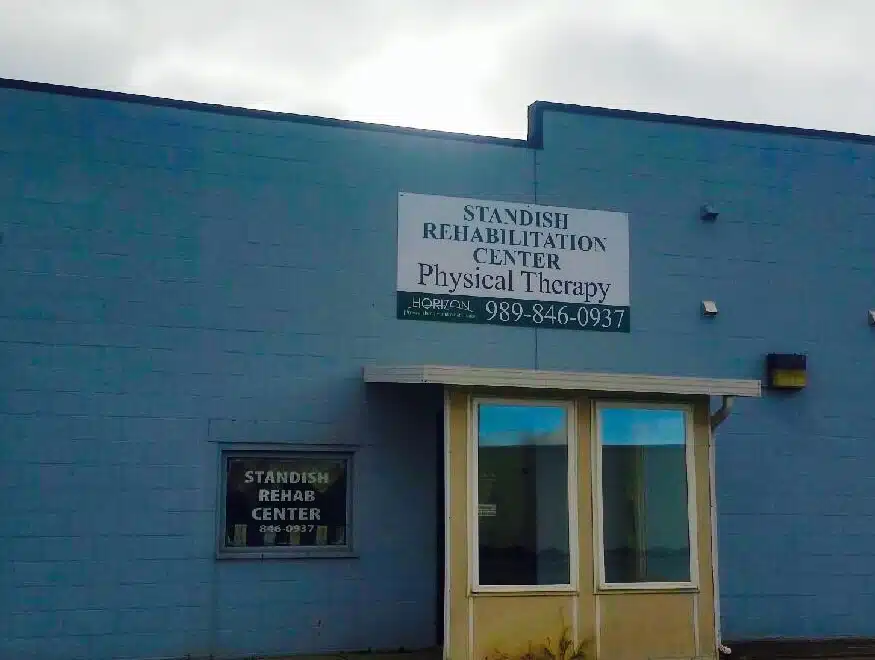 STANDISH
REHABILITATION
CENTER
Physical Therapy
HORIZON 989-846-0937
STANDISH
REHAB
CENTER
846-0937